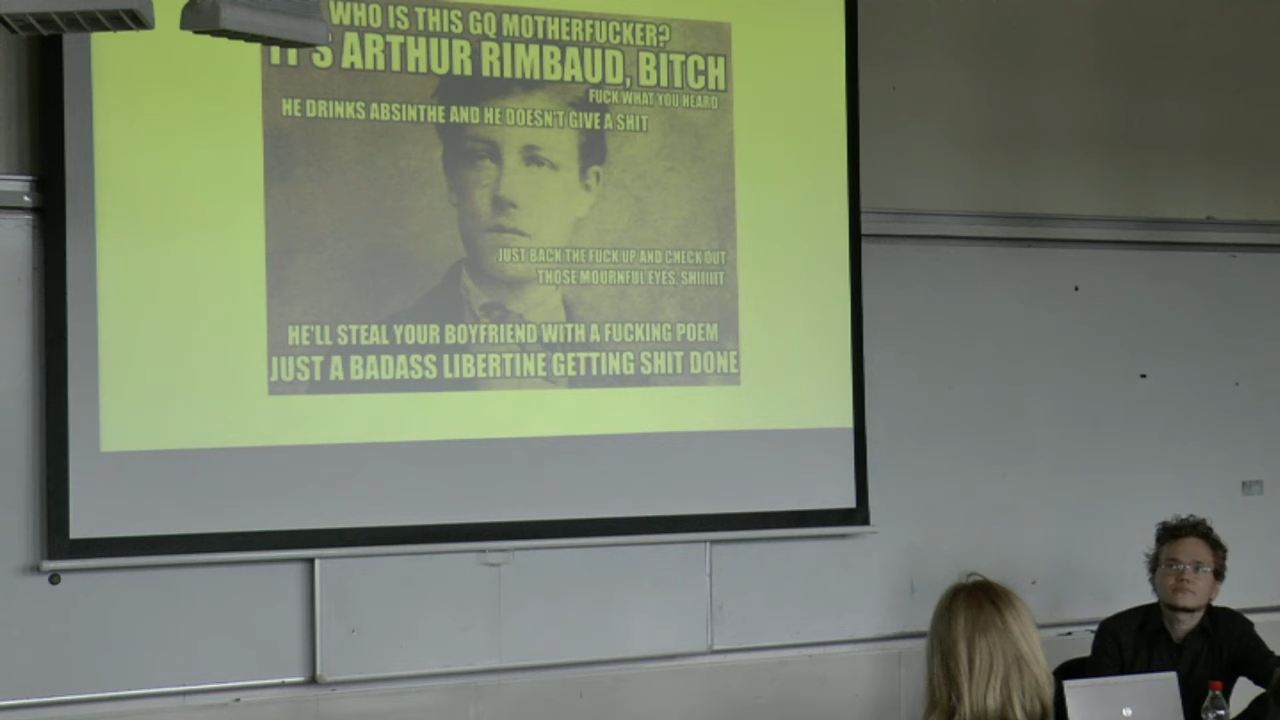 WHO IS THIS GQ MOTHERFUCKER?
IT'S ARTHUR RIMBAUD, BITCH
FUCK WHAT YOU HEARD
HE DRINKS ABSINTHE AND HE DOESN'T GIVE A SHIT
JUST BACK THE FUCK UP AND CHECK OUT
THOSE MOURNFUL EYES, SHIIIIIT
HE'LL STEAL YOUR BOYFRIEND WITH A FUCKING POEM
JUST A BADASS LIBERTINE GETTING SHIT DONE